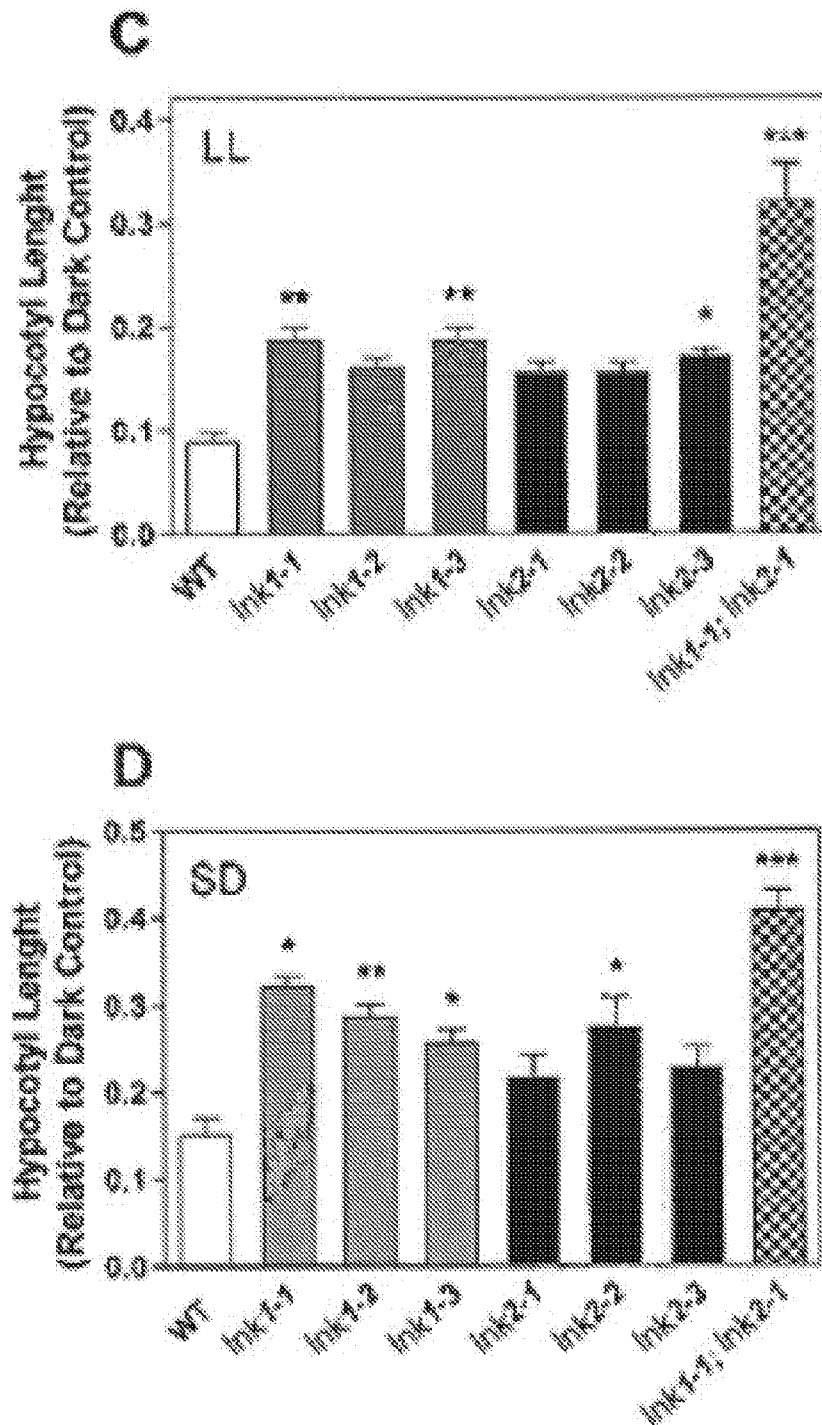 C
Hypocotyl Lenght
(Relative to Dark Control)
0.4
0.3
0.2
0.1
0.0
LL
**
**
*
***
WT
lnk1-1
lnk1-2
lnk1-3
lnk2-1
lnk2-2
lnk2-3
lnk1-1; lnk2-1
D
Hypocotyl Lenght
(Relative to Dark Control)
0.5
0.4
0.3
0.2
0.1
0.0
SD
*
**
*
*
***
WT
lnk1-1
lnk1-2
lnk1-3
lnk2-1
lnk2-2
lnk2-3
lnk1-1; lnk2-1